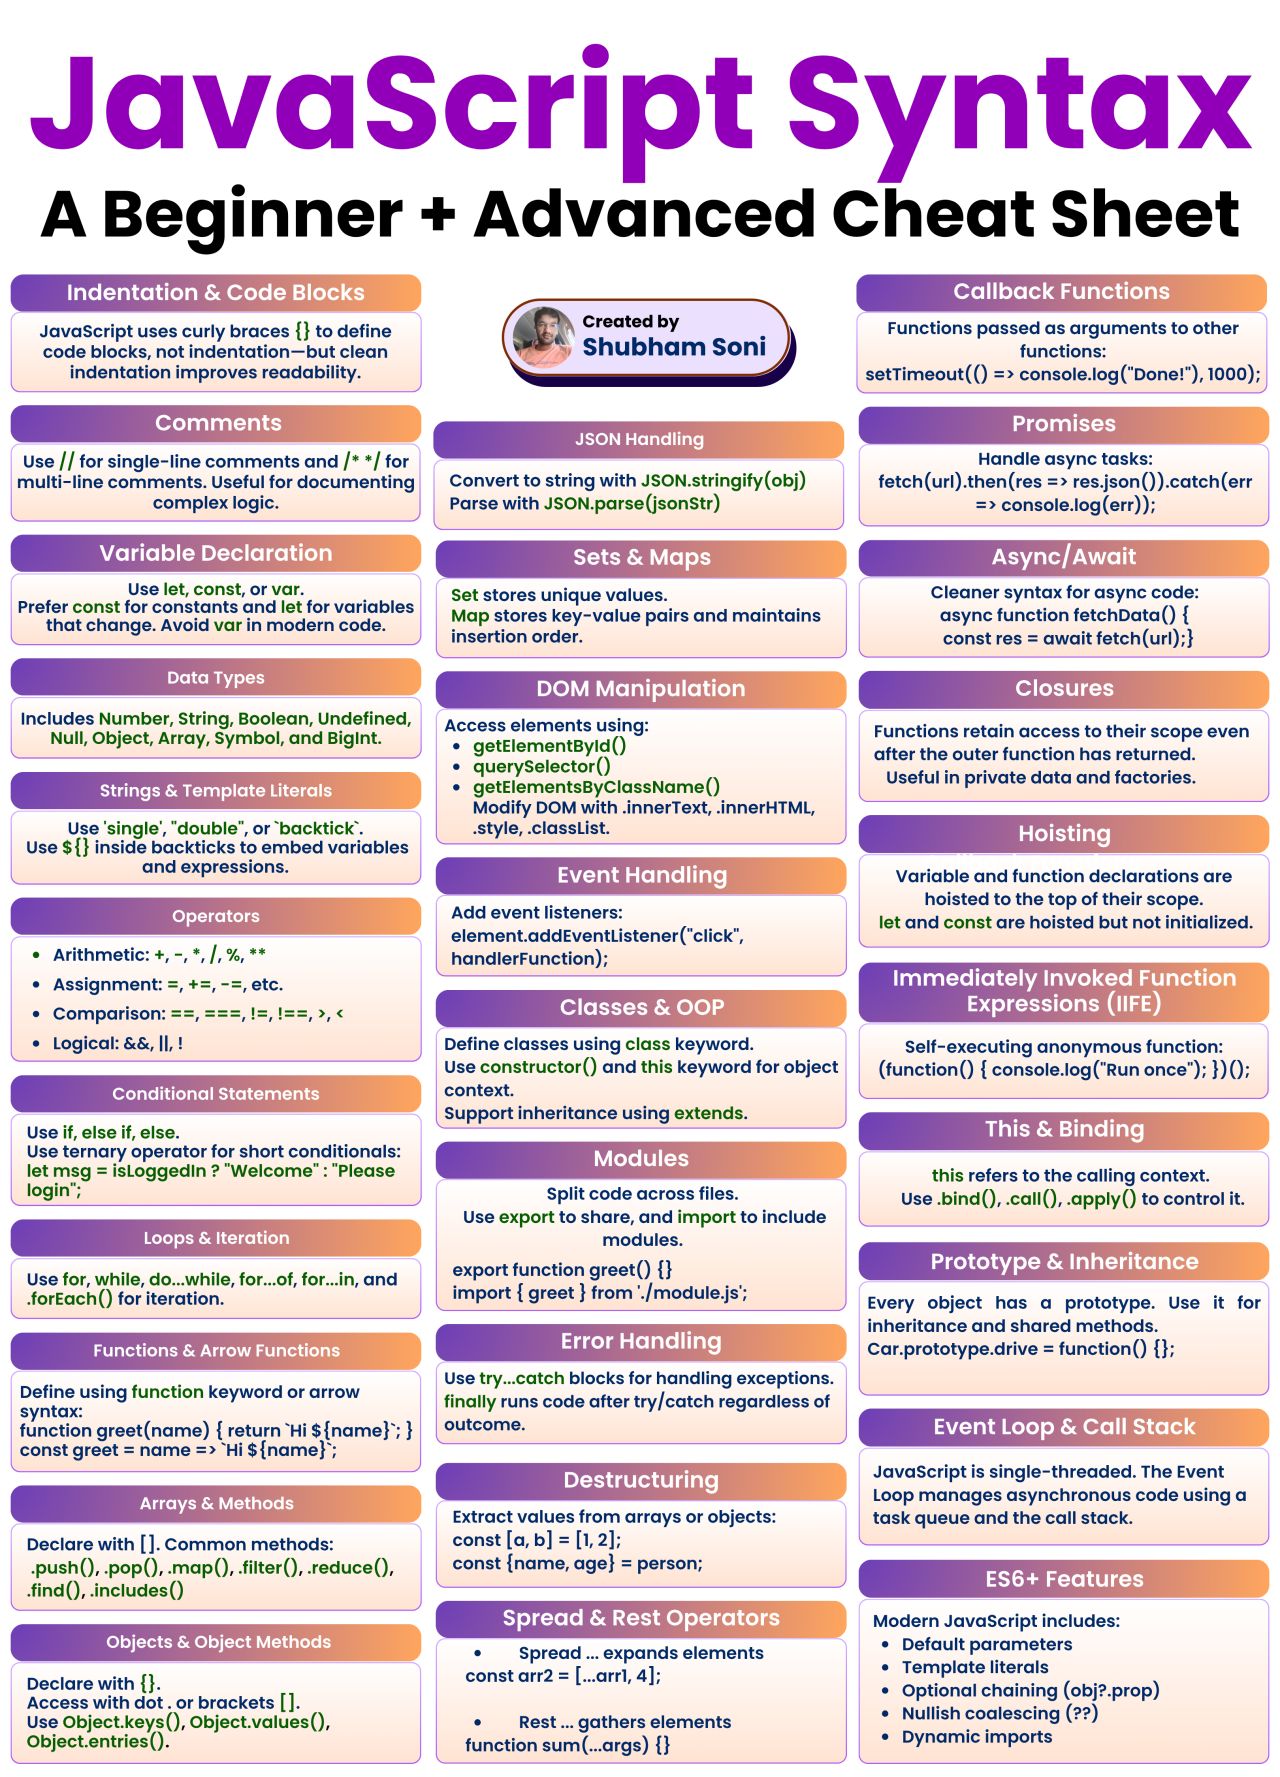 JavaScript Syntax
A Beginner + Advanced Cheat Sheet
Indentation & Code Blocks
JavaScript uses curly braces {} to define
code blocks, not indentation—but clean
indentation improves readability.
Comments
Use // for single-line comments and /* */ for
multi-line comments. Useful for documenting
complex logic.
Variable Declaration
Use let, const, or var.
Prefer const for constants and let for variables
that change. Avoid var in modern code.
Data Types
Includes Number, String, Boolean, Undefined,
Null, Object, Array, Symbol, and BigInt.
Strings & Template Literals
Use 'single', "double", or `backtick`.
Use ${} inside backticks to embed variables
and expressions.
Operators
• Arithmetic: +, -, *, /, %, **
• Assignment: =, +=, -=, etc.
• Comparison: ==, ===, !=, !==, >, <
• Logical: &&, ||, !
Conditional Statements
Use if, else if, else.
Use ternary operator for short conditionals:
let msg = isLoggedIn ? "Welcome" : "Please
login";
Loops & Iteration
Use for, while, do...while, for...of, for...in, and
.forEach() for iteration.
Functions & Arrow Functions
Define using function keyword or arrow
syntax:
function greet(name) { return `Hi ${name}`; }
const greet = name => `Hi ${name}`;
Arrays & Methods
Declare with []. Common methods:
.push(), .pop(), .map(), .filter(), .reduce(),
.find(), .includes()
Objects & Object Methods
Declare with {}.
Access with dot . or brackets [].
Use Object.keys(), Object.values(),
Object.entries().
Created by
Shubham Soni
JSON Handling
Convert to string with JSON.stringify(obj)
Parse with JSON.parse(jsonStr)
Sets & Maps
Set stores unique values.
Map stores key-value pairs and maintains
insertion order.
DOM Manipulation
Access elements using:
• getElementById()
• querySelector()
• getElementsByClassName()
Modify DOM with .innerText, .innerHTML,
.style, .classList.
Event Handling
Add event listeners:
element.addEventListener("click",
handlerFunction);
Classes & OOP
Define classes using class keyword.
Use constructor() and this keyword for object
context.
Support inheritance using extends.
Modules
Split code across files.
Use export to share, and import to include
modules.
export function greet() {}
import { greet } from './module.js';
Error Handling
Use try...catch blocks for handling exceptions.
finally runs code after try/catch regardless of
outcome.
Destructuring
Extract values from arrays or objects:
const [a, b] = [1, 2];
const {name, age} = person;
Spread & Rest Operators
• Spread ... expands elements
const arr2 = [...arr1, 4];
• Rest ... gathers elements
function sum(...args) {}
Callback Functions
Functions passed as arguments to other
functions:
setTimeout(() => console.log("Done!"), 1000);
Promises
Handle async tasks:
fetch(url).then(res => res.json()).catch(err
=> console.log(err));
Async/Await
Cleaner syntax for async code:
async function fetchData() {
const res = await fetch(url);}
Closures
Functions retain access to their scope even
after the outer function has returned.
Useful in private data and factories.
Hoisting
Variable and function declarations are
hoisted to the top of their scope.
let and const are hoisted but not initialized.
Immediately Invoked Function
Expressions (IIFE)
Self-executing anonymous function:
(function() { console.log("Run once"); })();
This & Binding
this refers to the calling context.
Use .bind(), .call(), .apply() to control it.
Prototype & Inheritance
Every object has a prototype. Use it for
inheritance and shared methods.
Car.prototype.drive = function() {};
Event Loop & Call Stack
JavaScript is single-threaded. The Event
Loop manages asynchronous code using a
task queue and the call stack.
ES6+ Features
Modern JavaScript includes:
• Default parameters
• Template literals
• Optional chaining (obj?.prop)
• Nullish coalescing (??)
• Dynamic imports